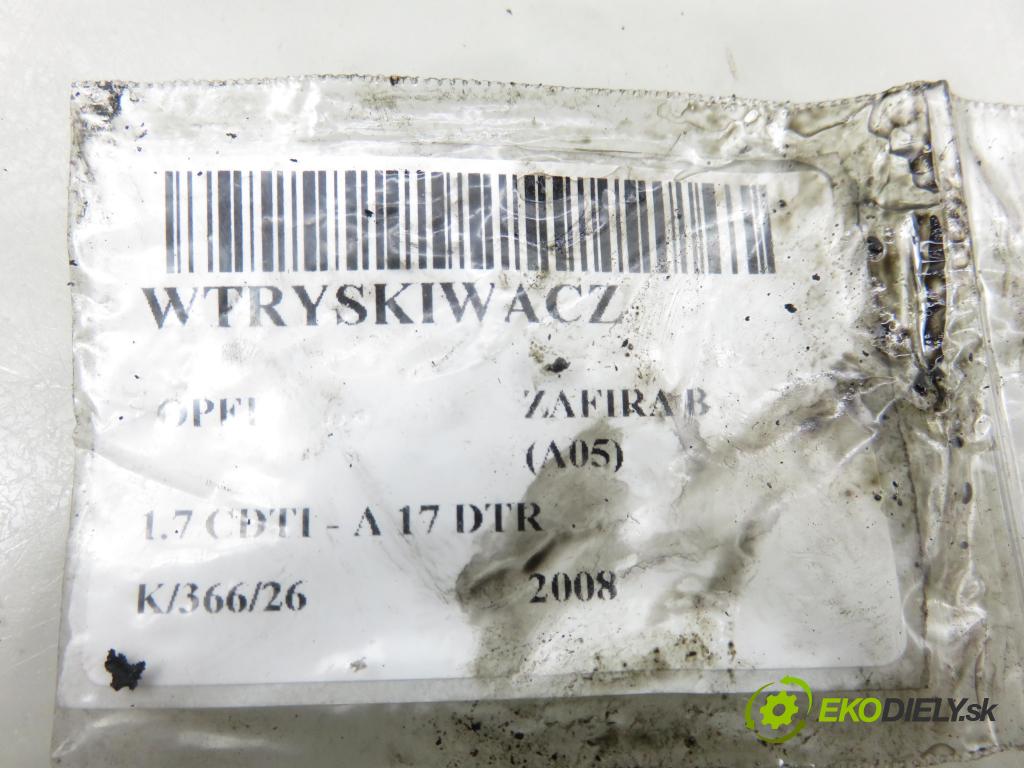 WTRYSKIWACZ
OPEL ZAFIRA B
(A05)
1.7 CDTI - A 17 DTR
K/366/26 2008
EKODIELY.sk